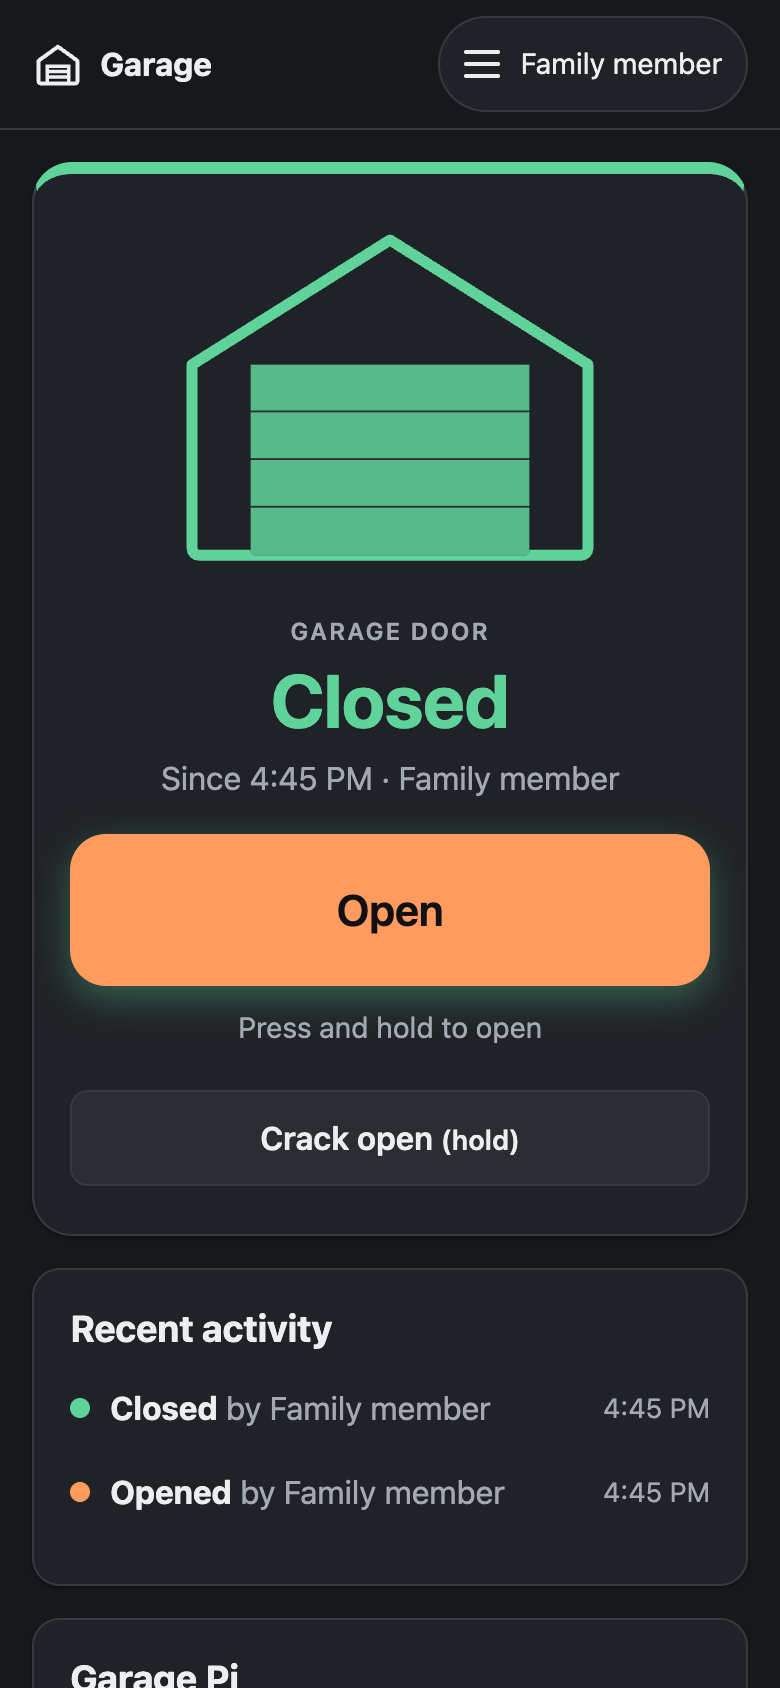 Garage
Family member
GARAGE DOOR
Closed
Since 4:45 PM · Family member
Open
Press and hold to open
Crack open (hold)
Recent activity
Closed by Family member 4:45 PM
Opened by Family member 4:45 PM
Garage Pi